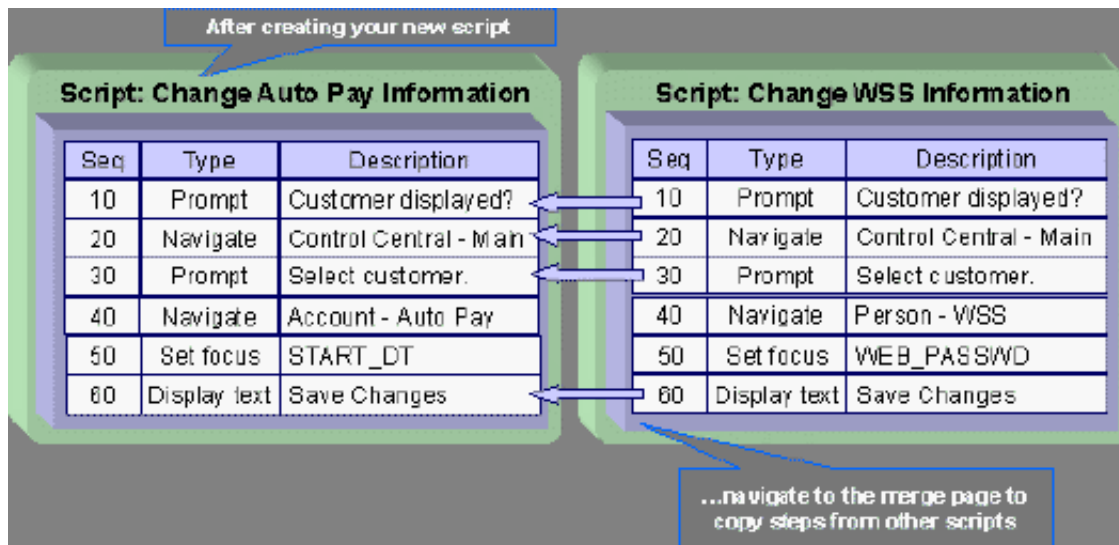 After creating your new script
Script: Change Auto Pay Information
Seq Type Description
10 Prompt Customer displayed?
20 Navigate Control Central - Main
30 Prompt Select customer.
40 Navigate Account - Auto Pay
50 Set focus START_DT
60 Display text Save Changes
Script: Change WSS Information
Seq Type Description
10 Prompt Customer displayed?
20 Navigate Control Central - Main
30 Prompt Select customer.
40 Navigate Person - WSS
50 Set focus WEB_PASSWD
60 Display text Save Changes
...navigate to the merge page to
copy steps from other scripts